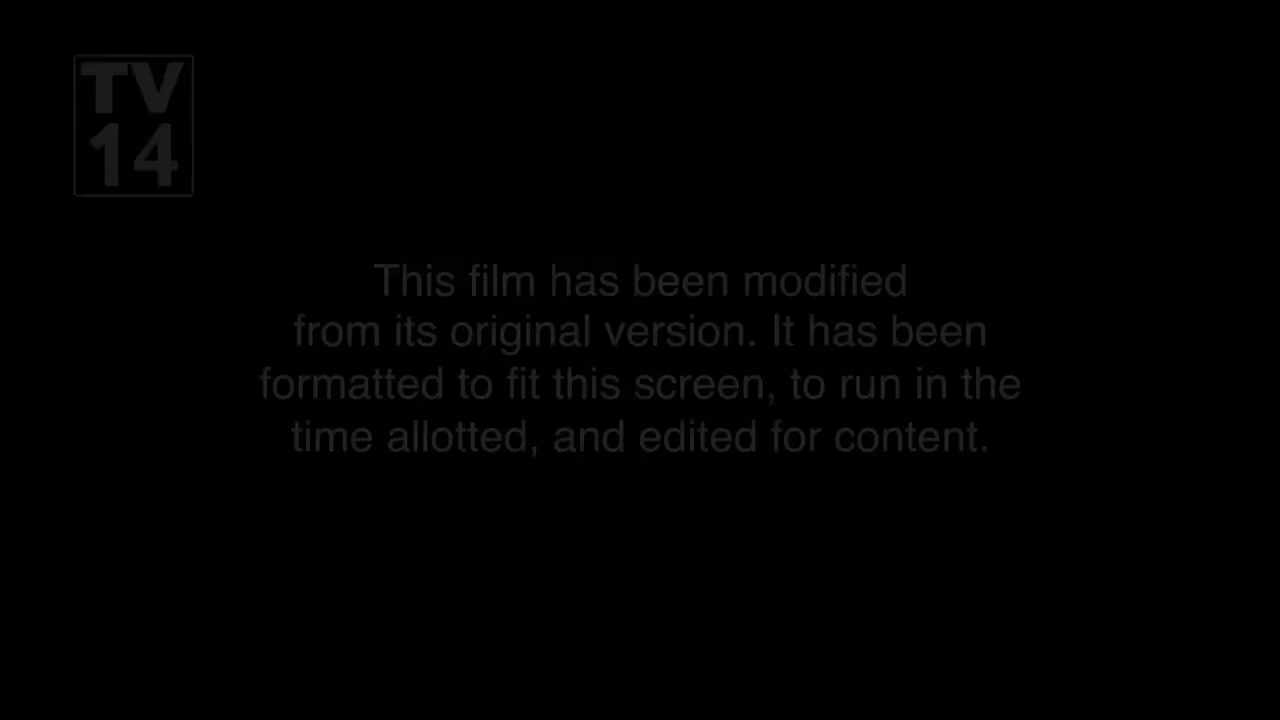 TV
14
This film has been modified
from its original version. It has been
formatted to fit this screen, to run in the
time allotted, and edited for content.